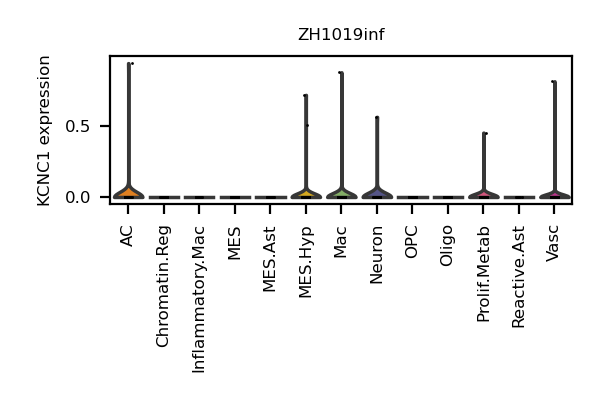 ZH1019inf
KCNC1 expression
0.5
0.0
AC
Chromatin.Reg
Inflammatory.Mac
MES
MES.Ast
MES.Hyp
Mac
Neuron
OPC
Oligo
Prolif.Metab
Reactive.Ast
Vasc